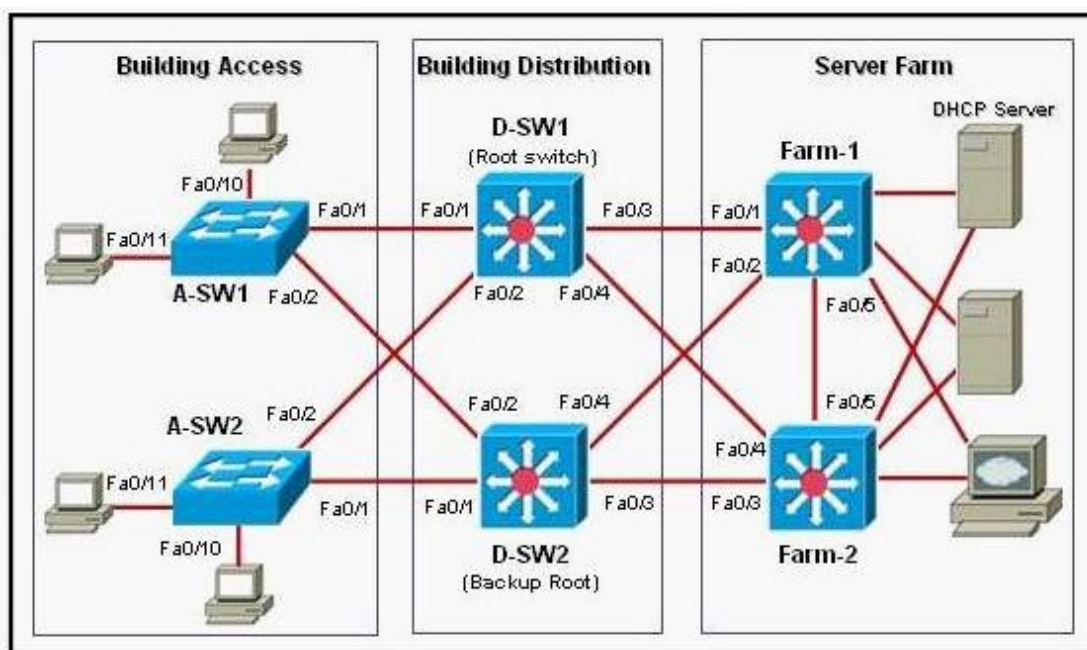 Building Access
Building Distribution
Server Farm
DHCP Server
D-SW1
(Root switch)
Farm-1
Fa0/10
Fa0/1
Fa0/1
Fa0/3
Fa0/1
Fa0/11
Fa0/2
A-SW1
Fa0/2
Fa0/2
Fa0/4
Fa0/5
Fa0/2
Fa0/4
Fa0/5
A-SW2
Fa0/2
Fa0/4
Fa0/11
Fa0/1
Fa0/1
Fa0/3
Fa0/3
Fa0/10
D-SW2
(Backup Root)
Farm-2